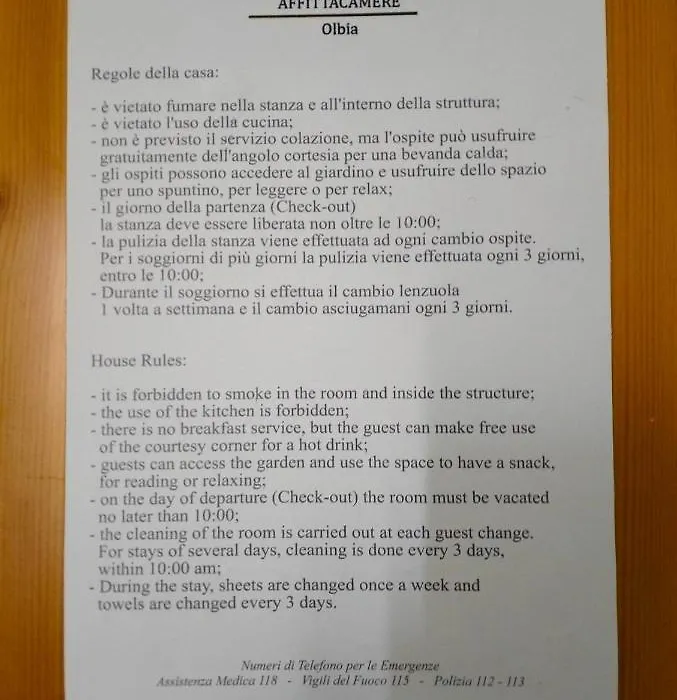 AFFITTACAMERE
Olbia
Regole della casa:
- è vietato fumare nella stanza e all'interno della struttura;
- è vietato l'uso della cucina;
- non è previsto il servizio colazione, ma l'ospite può usufruire
gratuitamente dell'angolo cortesia per una bevanda calda;
- gli ospiti possono accedere al giardino e usufruire dello spazio
per uno spuntino, per leggere o per relax;
- il giorno della partenza (Check-out)
la stanza deve essere liberata non oltre le 10:00;
- la pulizia della stanza viene effettuata ad ogni cambio ospite.
Per i soggiorni di più giorni la pulizia viene effettuata ogni 3 giorni,
entro le 10:00;
- Durante il soggiorno si effettua il cambio lenzuola
1 volta a settimana e il cambio asciugamani ogni 3 giorni.
House Rules:
- it is forbidden to smoke in the room and inside the structure;
- the use of the kitchen is forbidden;
- there is no breakfast service, but the guest can make free use
of the courtesy corner for a hot drink;
- guests can access the garden and use the space to have a snack,
for reading or relaxing;
- on the day of departure (Check-out) the room must be vacated
no later than 10:00;
- the cleaning of the room is carried out at each guest change.
For stays of several days, cleaning is done every 3 days,
within 10:00 am;
- During the stay, sheets are changed once a week and
towels are changed every 3 days.
Numeri di Telefono per le Emergenze
Assistenza Medica 118 - Vigili del Fuoco 115 - Polizia 112 - 113